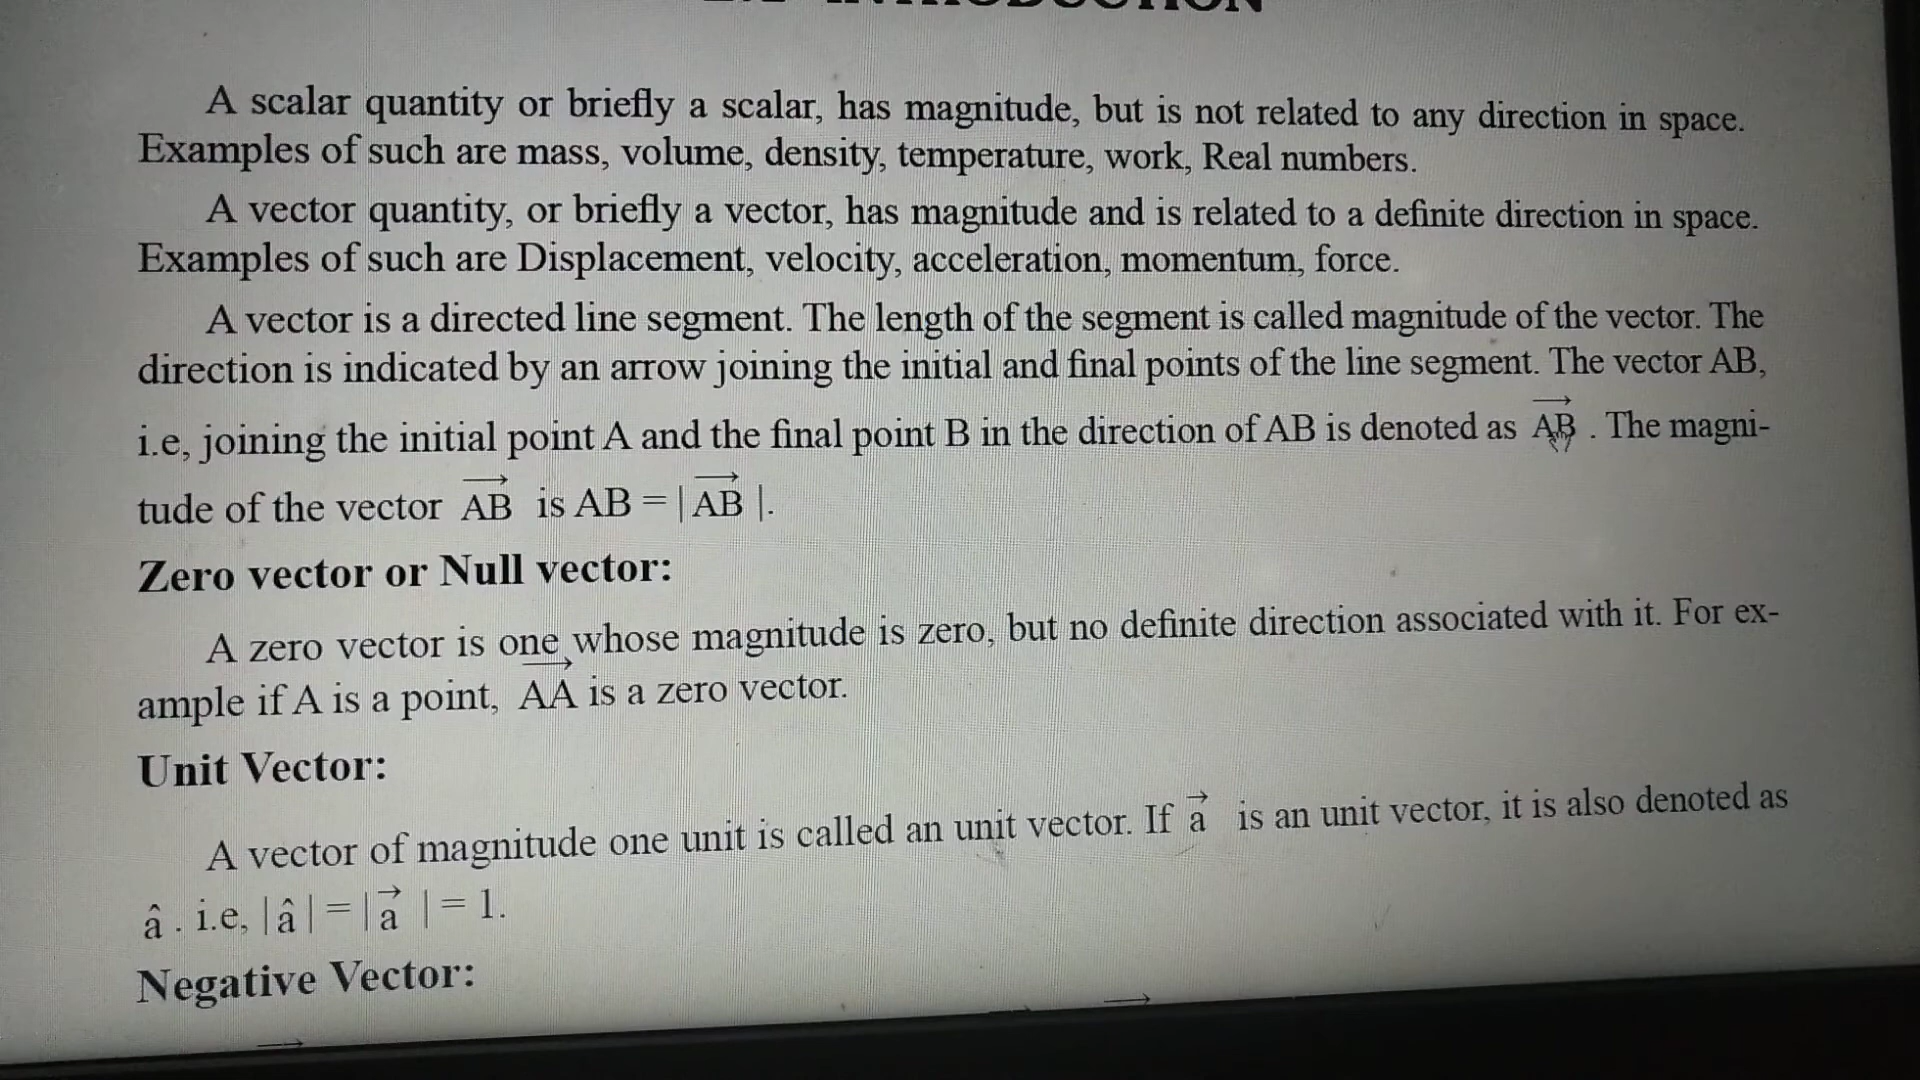 INTRODUCTION
A scalar quantity or briefly a scalar, has magnitude, but is not related to any direction in space.
Examples of such are mass, volume, density, temperature, work, Real numbers.
A vector quantity, or briefly a vector, has magnitude and is related to a definite direction in space.
Examples of such are Displacement, velocity, acceleration, momentum, force.
A vector is a directed line segment. The length of the segment is called magnitude of the vector. The
direction is indicated by an arrow joining the initial and final points of the line segment. The vector AB,
i.e, joining the initial point A and the final point B in the direction of AB is denoted as $\overrightarrow{AB}$ . The magni-
tude of the vector $\overrightarrow{AB}$ is AB = | $\overrightarrow{AB}$ |.
Zero vector or Null vector:
A zero vector is one whose magnitude is zero, but no definite direction associated with it. For ex-
ample if A is a point, $\overrightarrow{AA}$ is a zero vector.
Unit Vector:
A vector of magnitude one unit is called an unit vector. If $\vec{a}$ is an unit vector, it is also denoted as
â . i.e, | â | = | $\vec{a}$ | = 1.
Negative Vector: